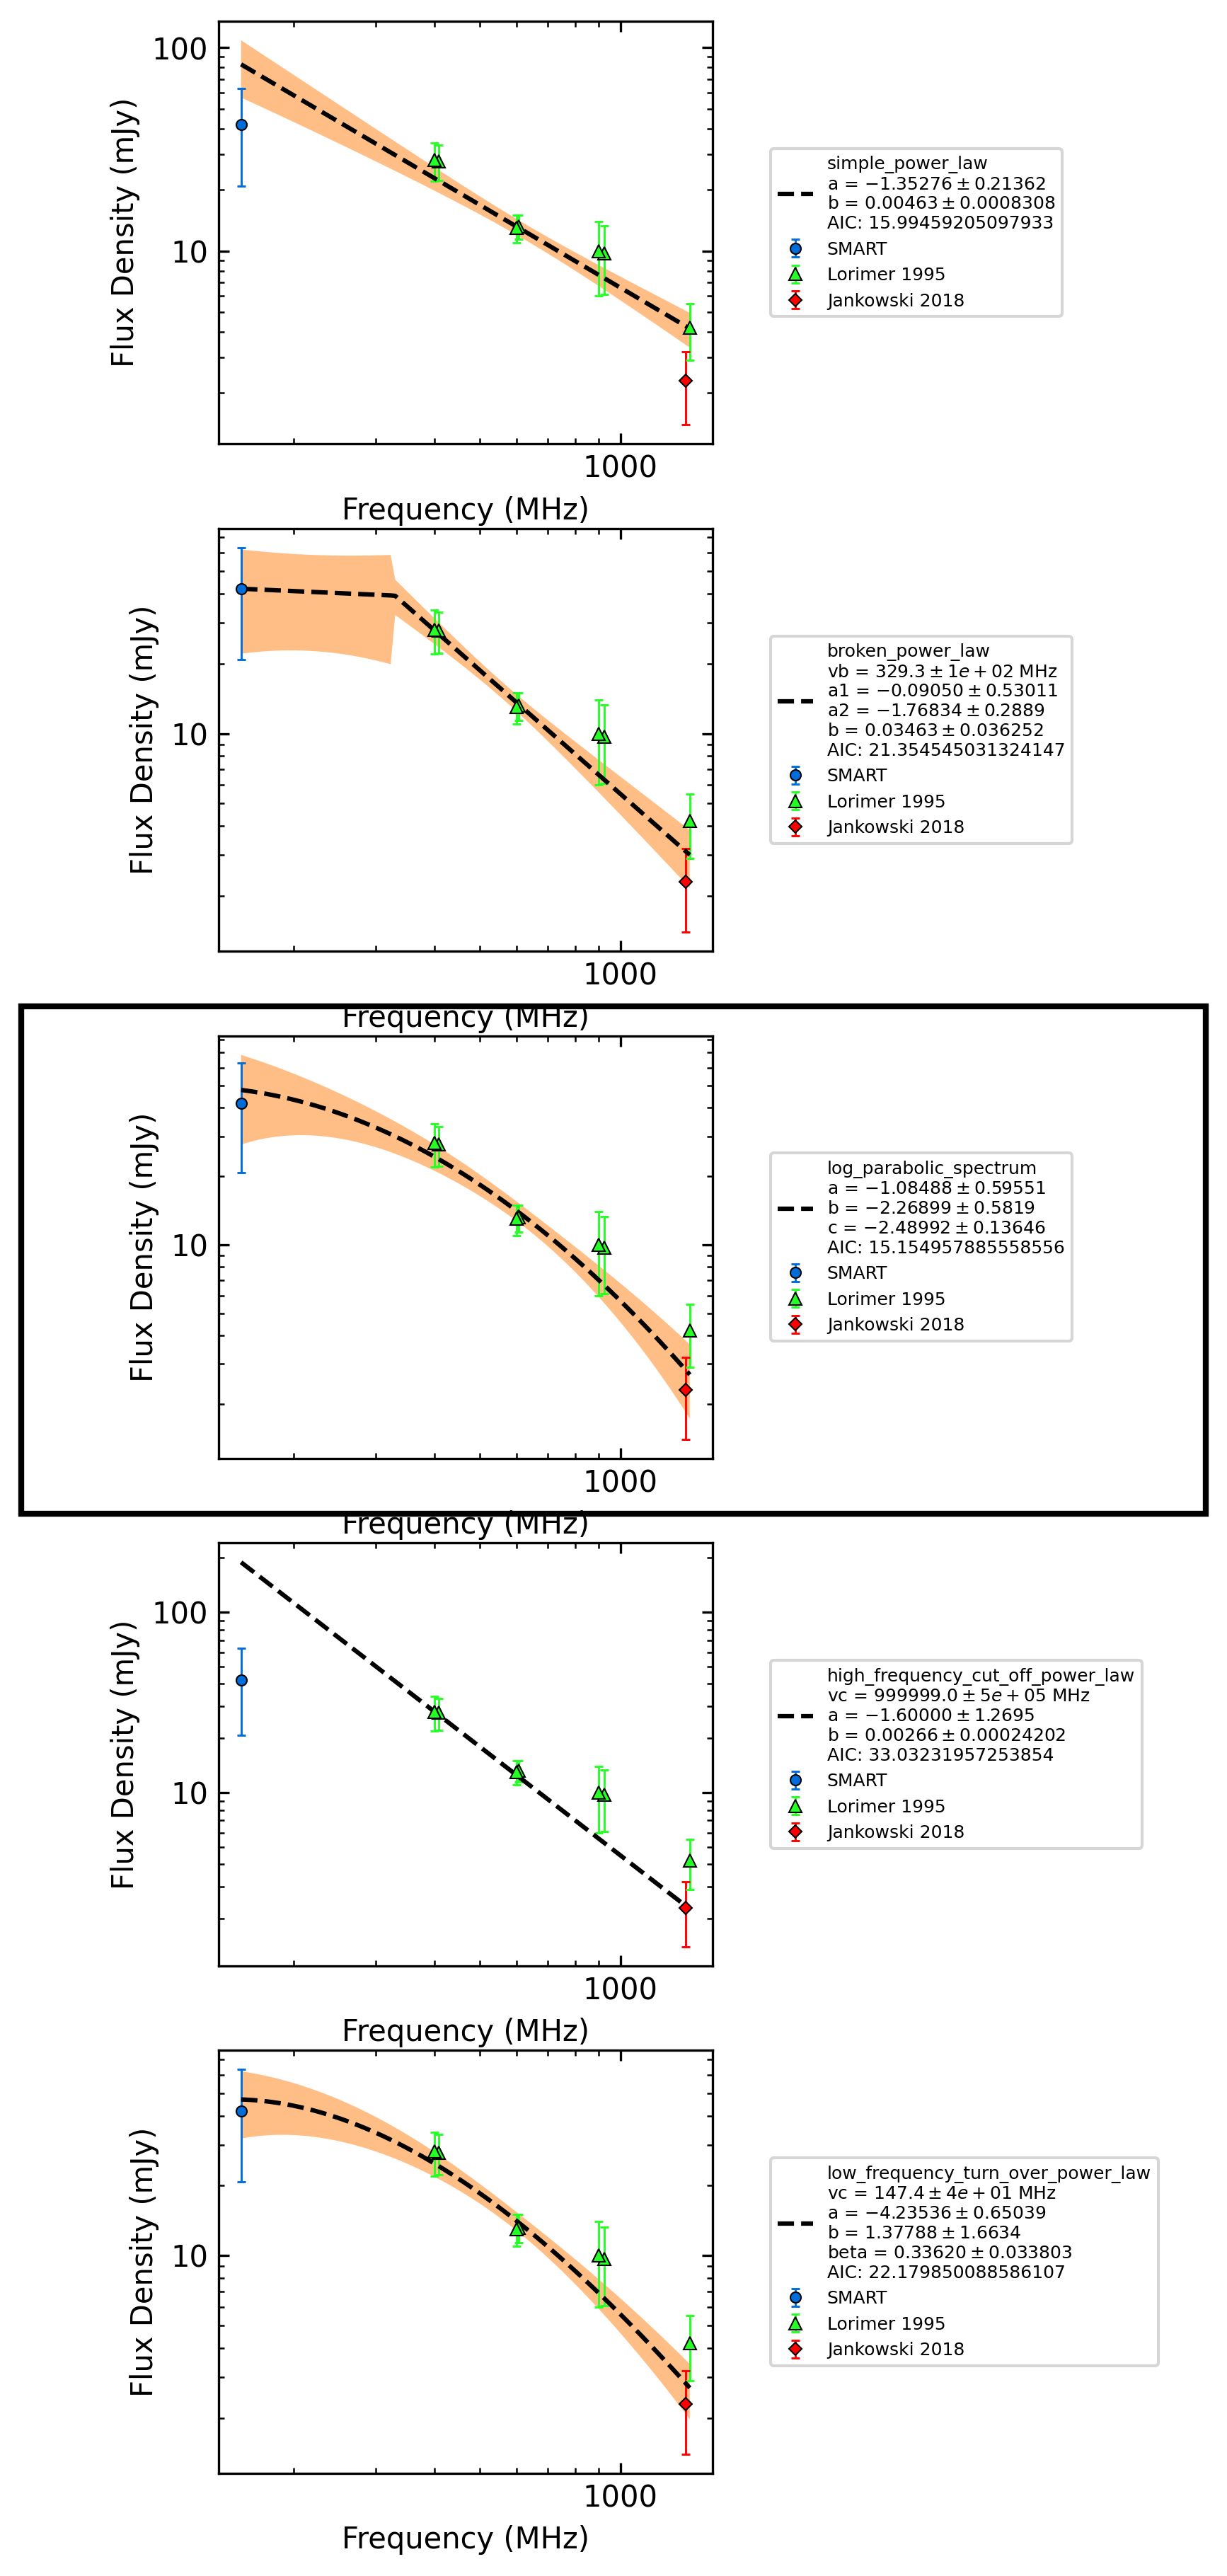 100
10
Flux Density (mJy)
1000
Frequency (MHz)
simple_power_law
a = −1.35276 ± 0.21362
b = 0.00463 ± 0.0008308
AIC: 15.99459205097933
SMART
Lorimer 1995
Jankowski 2018
10
Flux Density (mJy)
1000
Frequency (MHz)
broken_power_law
vb = 329.3 ± 1e + 02 MHz
a1 = −0.09050 ± 0.53011
a2 = −1.76834 ± 0.2889
b = 0.03463 ± 0.036252
AIC: 21.354545031324147
SMART
Lorimer 1995
Jankowski 2018
10
Flux Density (mJy)
1000
Frequency (MHz)
log_parabolic_spectrum
a = −1.08488 ± 0.59551
b = −2.26899 ± 0.5819
c = −2.48992 ± 0.13646
AIC: 15.154957885558556
SMART
Lorimer 1995
Jankowski 2018
100
10
Flux Density (mJy)
1000
Frequency (MHz)
high_frequency_cut_off_power_law
vc = 999999.0 ± 5e + 05 MHz
a = −1.60000 ± 1.2695
b = 0.00266 ± 0.00024202
AIC: 33.03231957253854
SMART
Lorimer 1995
Jankowski 2018
10
Flux Density (mJy)
1000
Frequency (MHz)
low_frequency_turn_over_power_law
vc = 147.4 ± 4e + 01 MHz
a = −4.23536 ± 0.65039
b = 1.37788 ± 1.6634
beta = 0.33620 ± 0.033803
AIC: 22.179850088586107
SMART
Lorimer 1995
Jankowski 2018